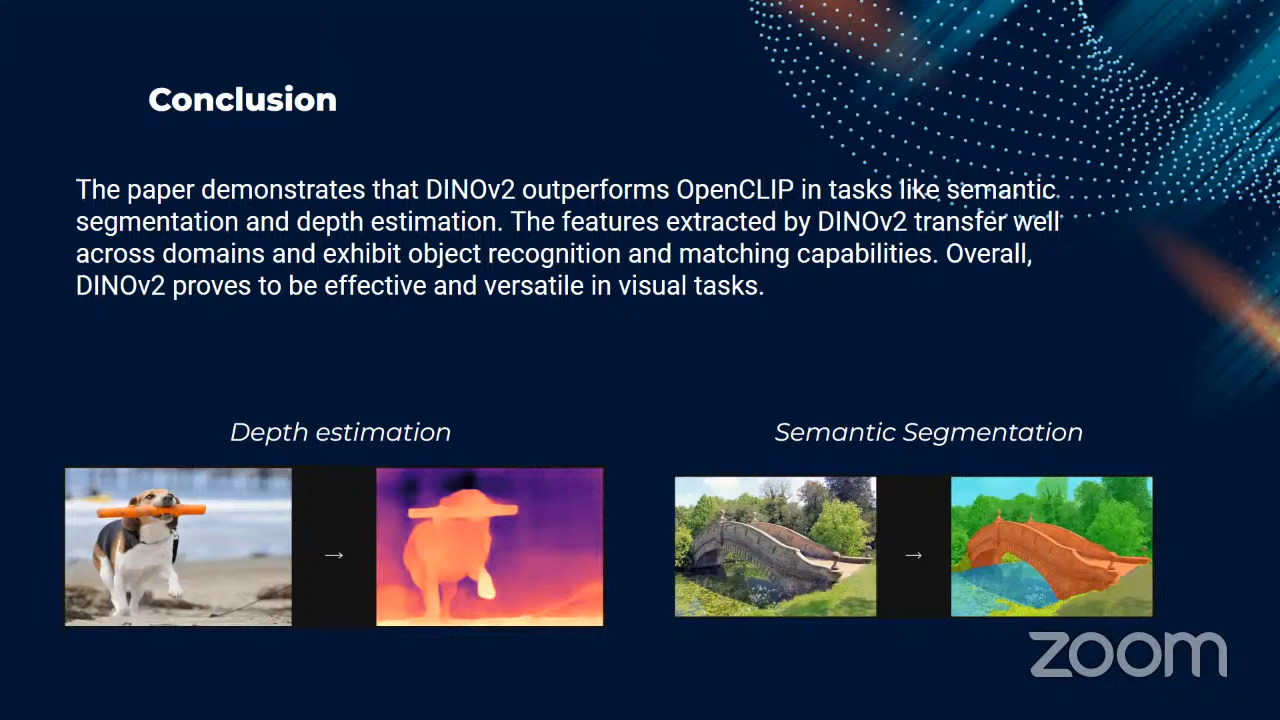 Conclusion
The paper demonstrates that DINOv2 outperforms OpenCLIP in tasks like semantic
segmentation and depth estimation. The features extracted by DINOv2 transfer well
across domains and exhibit object recognition and matching capabilities. Overall,
DINOv2 proves to be effective and versatile in visual tasks.
Depth estimation
Semantic Segmentation
zoom